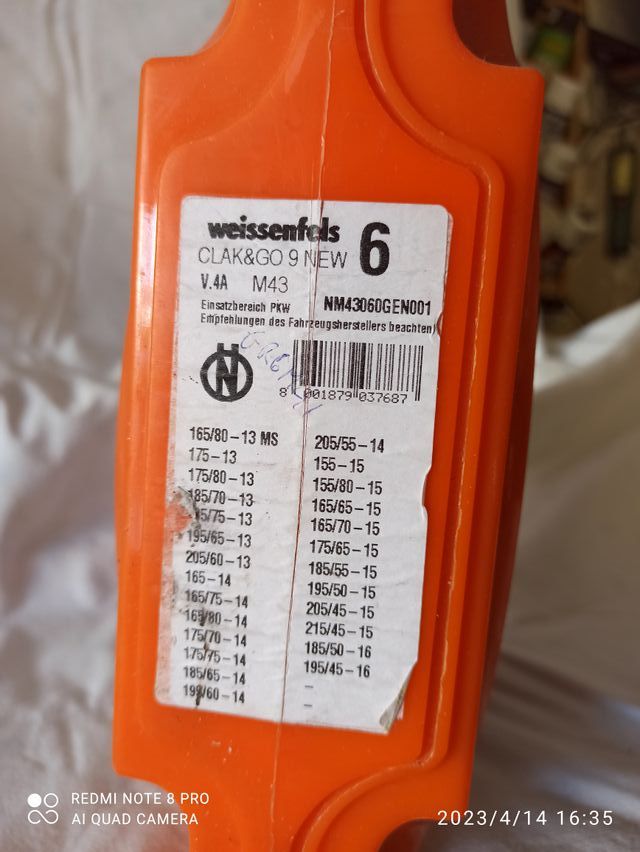 weissenfels 6
CLAK&GO 9 NEW
V.4A M43 NM43060GEN001
Einsatzbereich PKW
Empfehlungen des Fahrzeugsherstellers beachten
N
8 001879 037687
165/80-13 MS
175-13
175/80-13
185/70-13
/75-13
195/65-13
205/60-13
165-14
165/75-14
165/80-14
175/70-14
175/75-14
185/65-14
195/60-14
205/55-14
155-15
155/80-15
165/65-15
165/70-15
175/65-15
185/55-15
195/50-15
205/45-15
215/45-15
185/50-16
195/45-16
-
-
REDMI NOTE 8 PRO
AI QUAD CAMERA
2023/4/14 16:35